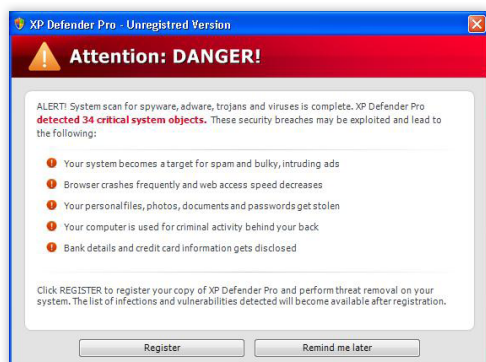 XP Defender Pro - Unregistred Version
Attention: DANGER!
ALERT! System scan for spyware, adware, trojans and viruses is complete. XP Defender Pro
detected 34 critical system objects. These security breaches may be exploited and lead to
the following:
Your system becomes a target for spam and bulky, intruding ads
Browser crashes frequently and web access speed decreases
Your personal files, photos, documents and passwords get stolen
Your computer is used for criminal activity behind your back
Bank details and credit card information gets disclosed
Click REGISTER to register your copy of XP Defender Pro and perform threat removal on your
system. The list of infections and vulnerabilities detected will become available after registration.
Register
Remind me later